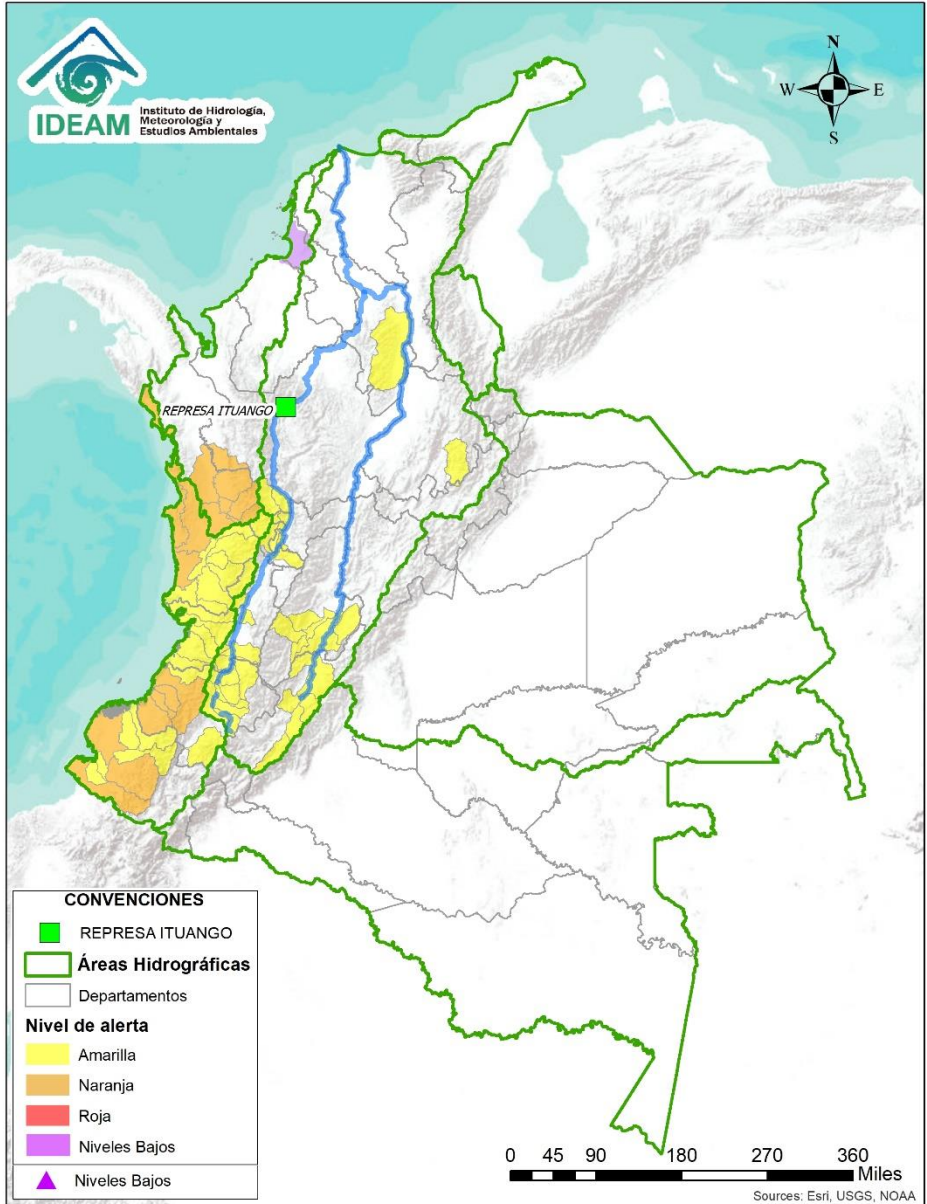 IDEAM
Instituto de Hidrología,
Meteorología y
Estudios Ambientales
N
W
E
S
REPRESA ITUANGO
CONVENCIONES
REPRESA ITUANGO
Áreas Hidrográficas
Departamentos
Nivel de alerta
Amarilla
Naranja
Roja
Niveles Bajos
Niveles Bajos
0 45 90 180 270 360
Miles
Sources: Esri, USGS, NOAA